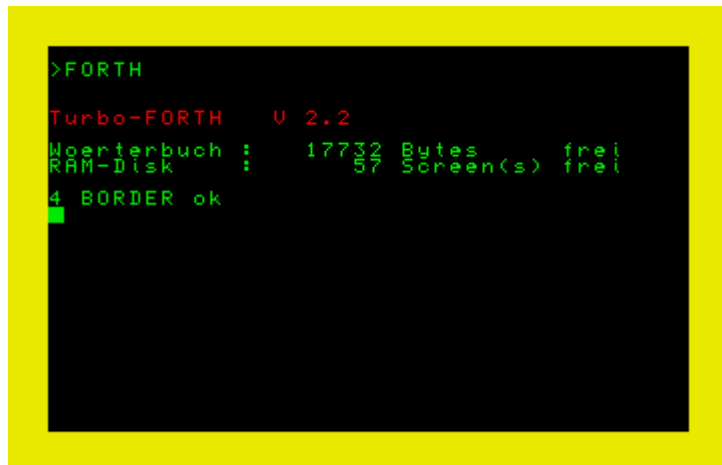 >FORTH
Turbo-FORTH   V 2.2
Woerterbuch :   17732 Bytes     frei
RAM-Disk    :      57 Screen(s) frei
4 BORDER ok